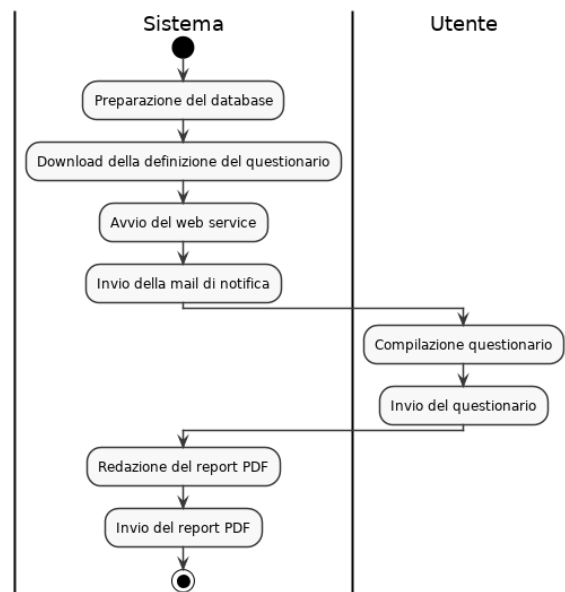 Sistema
Utente
Preparazione del database
Download della definizione del questionario
Avvio del web service
Invio della mail di notifica
Compilazione questionario
Invio del questionario
Redazione del report PDF
Invio del report PDF